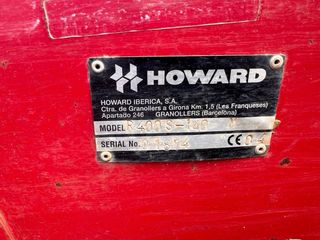 HOWARD
HOWARD IBERICA, S.A.
Ctra. de Granollers a Girona Km. 1,5 (Les Franqueses)
Apartado 246 GRANOLLERS (Barcelona)
MODEL
SERIAL No.
CE 04